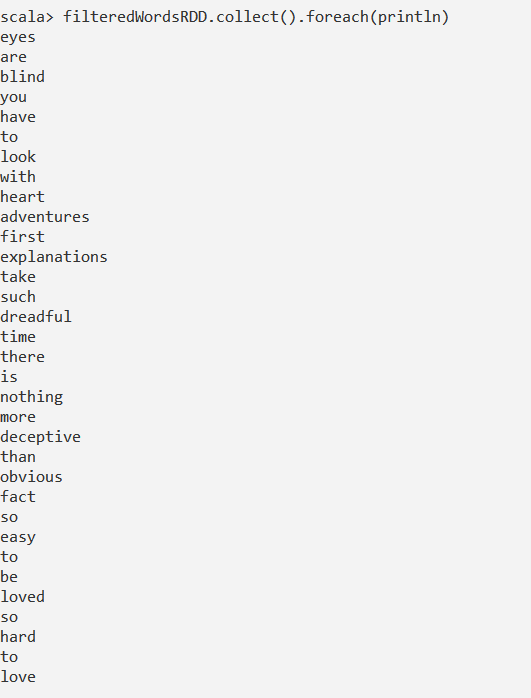 scala> filteredWordsRDD.collect().foreach(println)
eyes
are
blind
you
have
to
look
with
heart
adventures
first
explanations
take
such
dreadful
time
there
is
nothing
more
deceptive
than
obvious
fact
so
easy
to
be
loved
so
hard
to
love